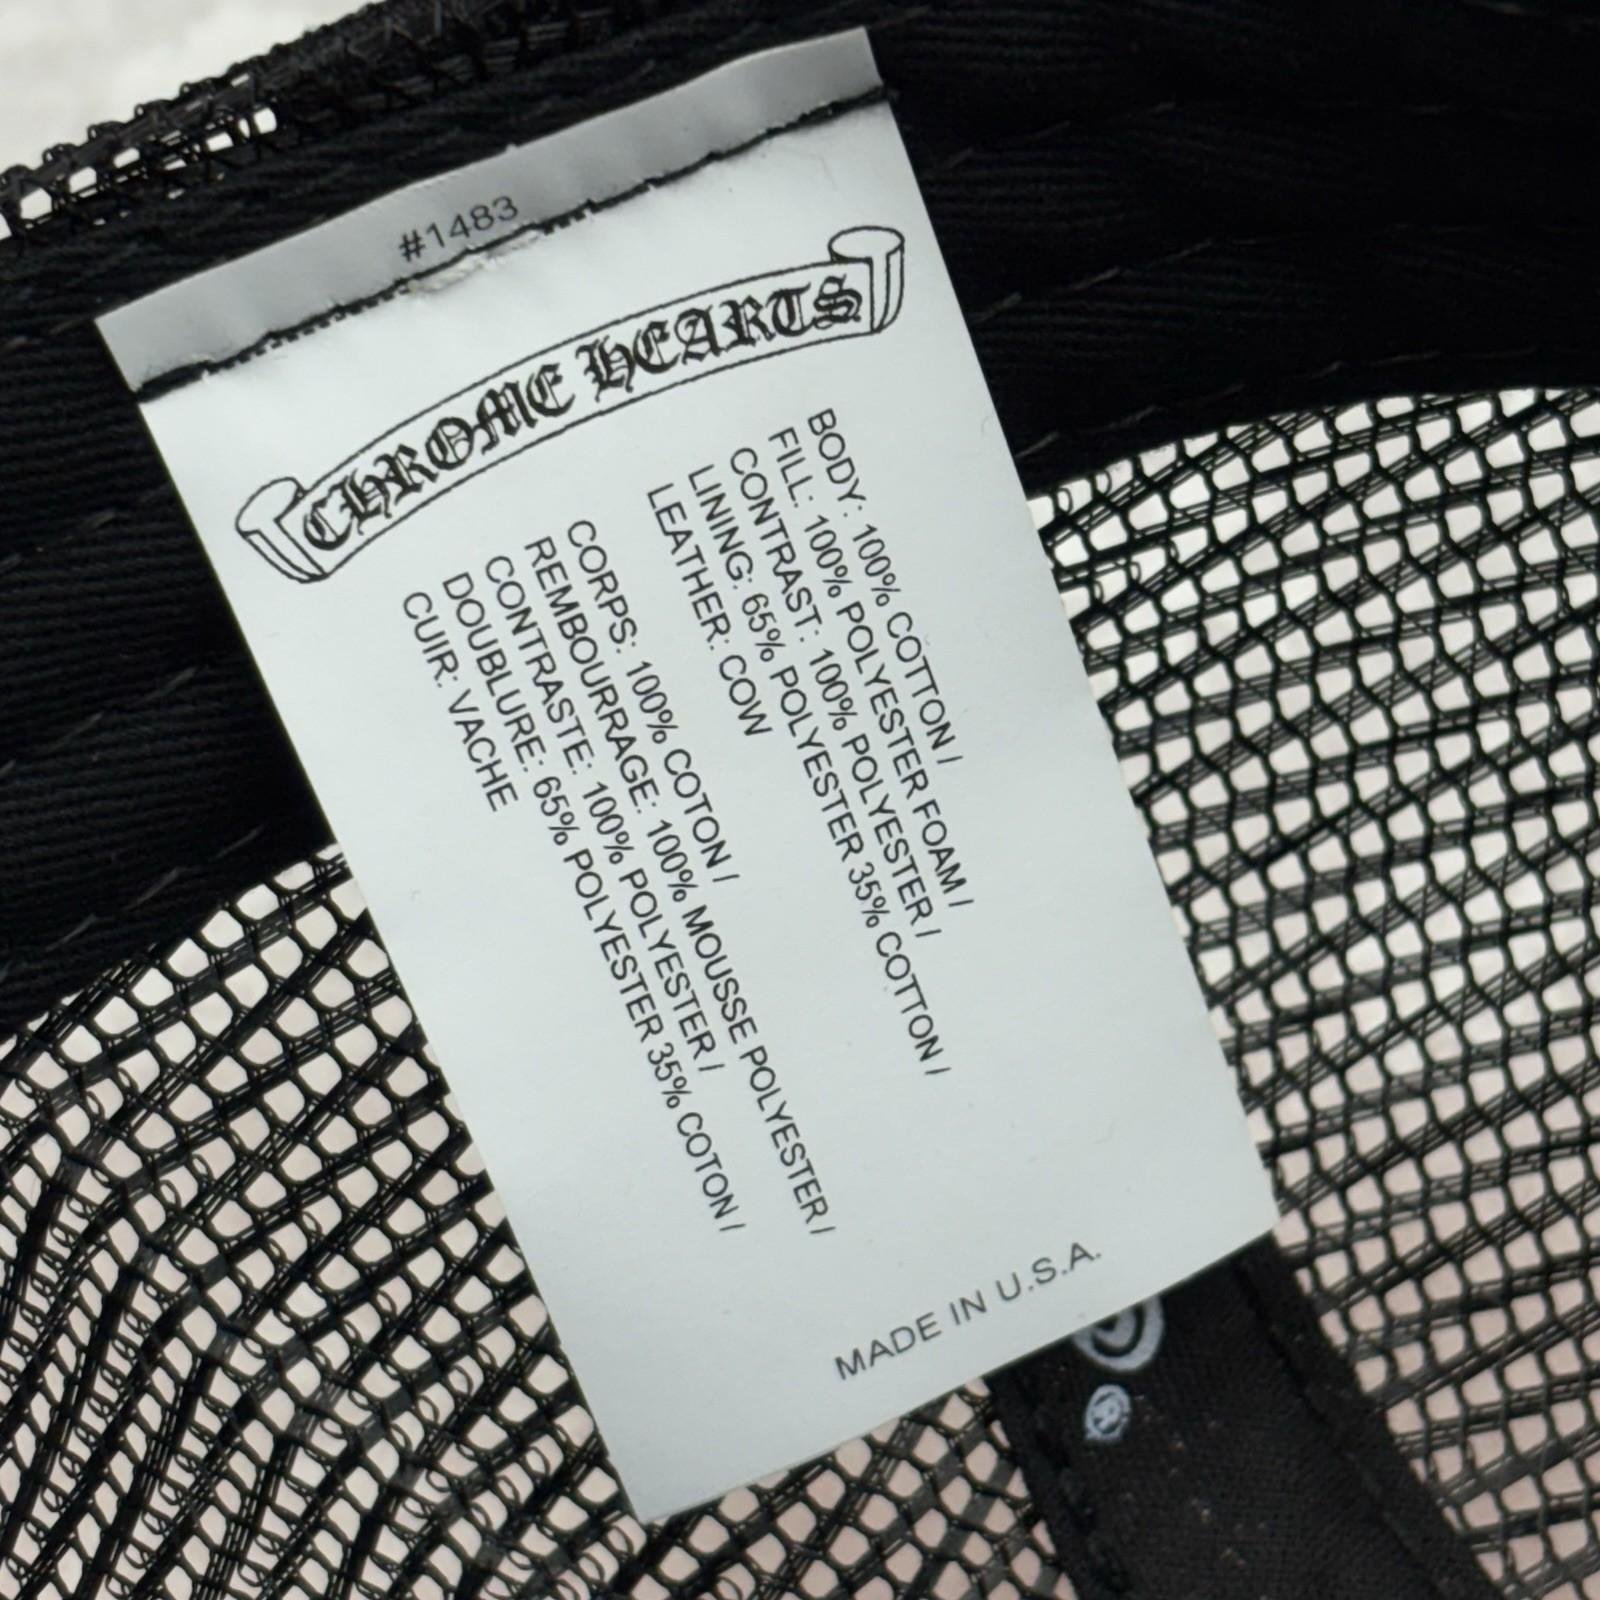 #1483
CHROME HEARTS
BODY: 100% COTTON /
FILL: 100% POLYESTER FOAM /
CONTRAST: 100% POLYESTER /
LINING: 65% POLYESTER 35% COTTON /
LEATHER: COW
CORPS: 100% COTON /
REMBOURRAGE: 100% MOUSSE POLYESTER /
CONTRASTE: 100% POLYESTER /
DOUBLURE: 65% POLYESTER 35% COTON /
CUIR: VACHE
MADE IN U.S.A.
®